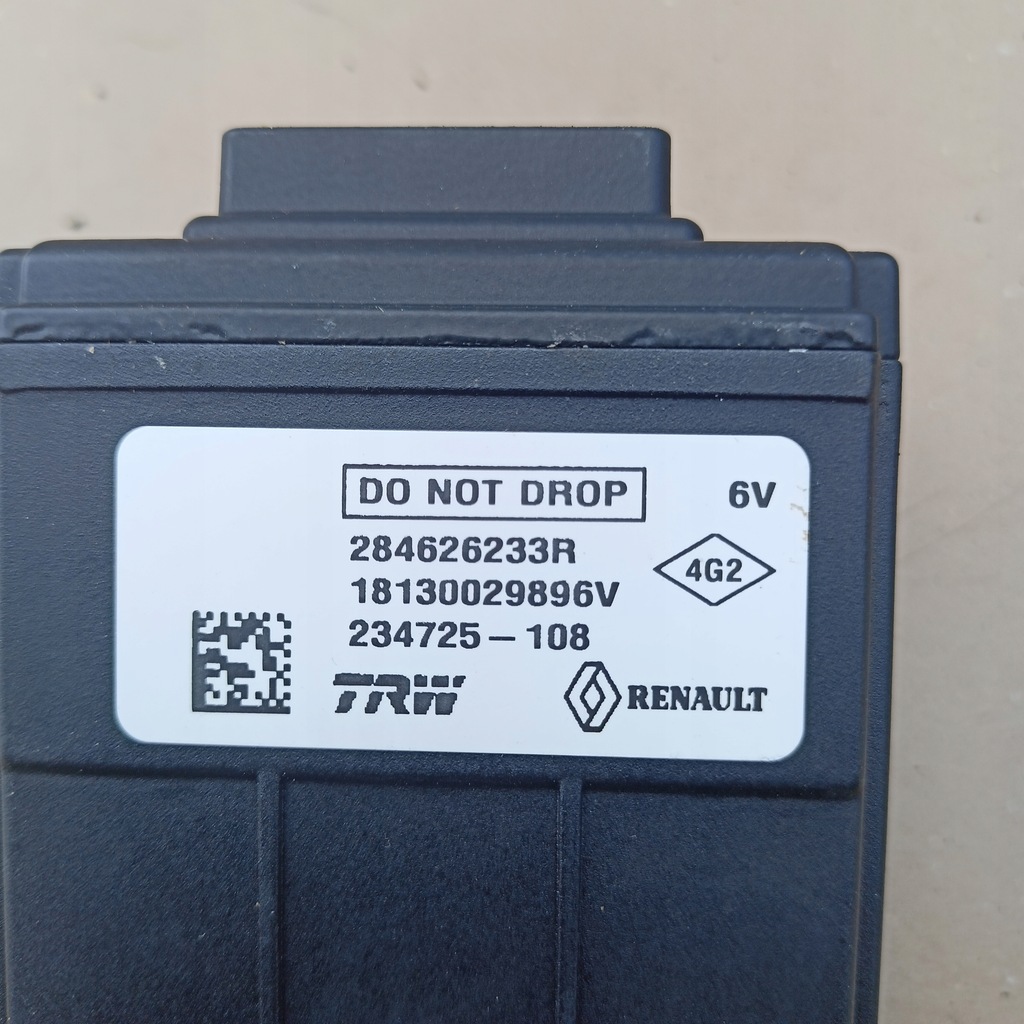 DO NOT DROP 6V
284626233R
4G2
18130029896V
234725-108
TRW RENAULT